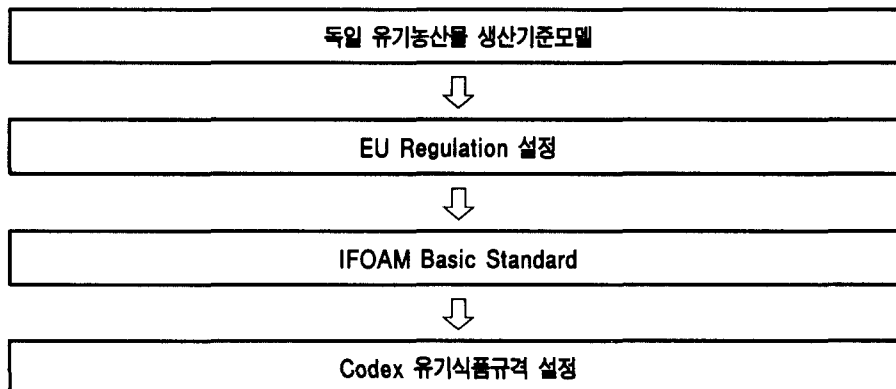 독일 유기농산물 생산기준모델
EU Regulation 설정
IFOAM Basic Standard
Codex 유기식품규격 설정